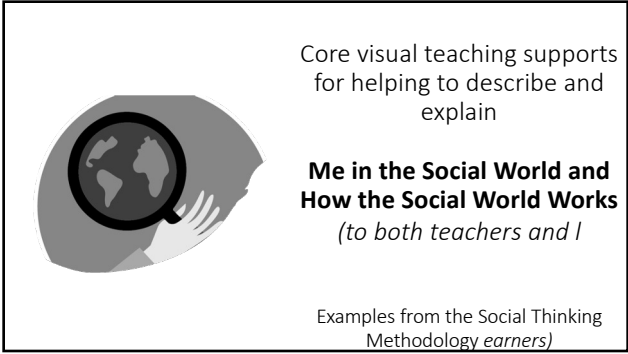 Core visual teaching supports
for helping to describe and
explain
Me in the Social World and
How the Social World Works
(to both teachers and l
Examples from the Social Thinking
Methodology earners)